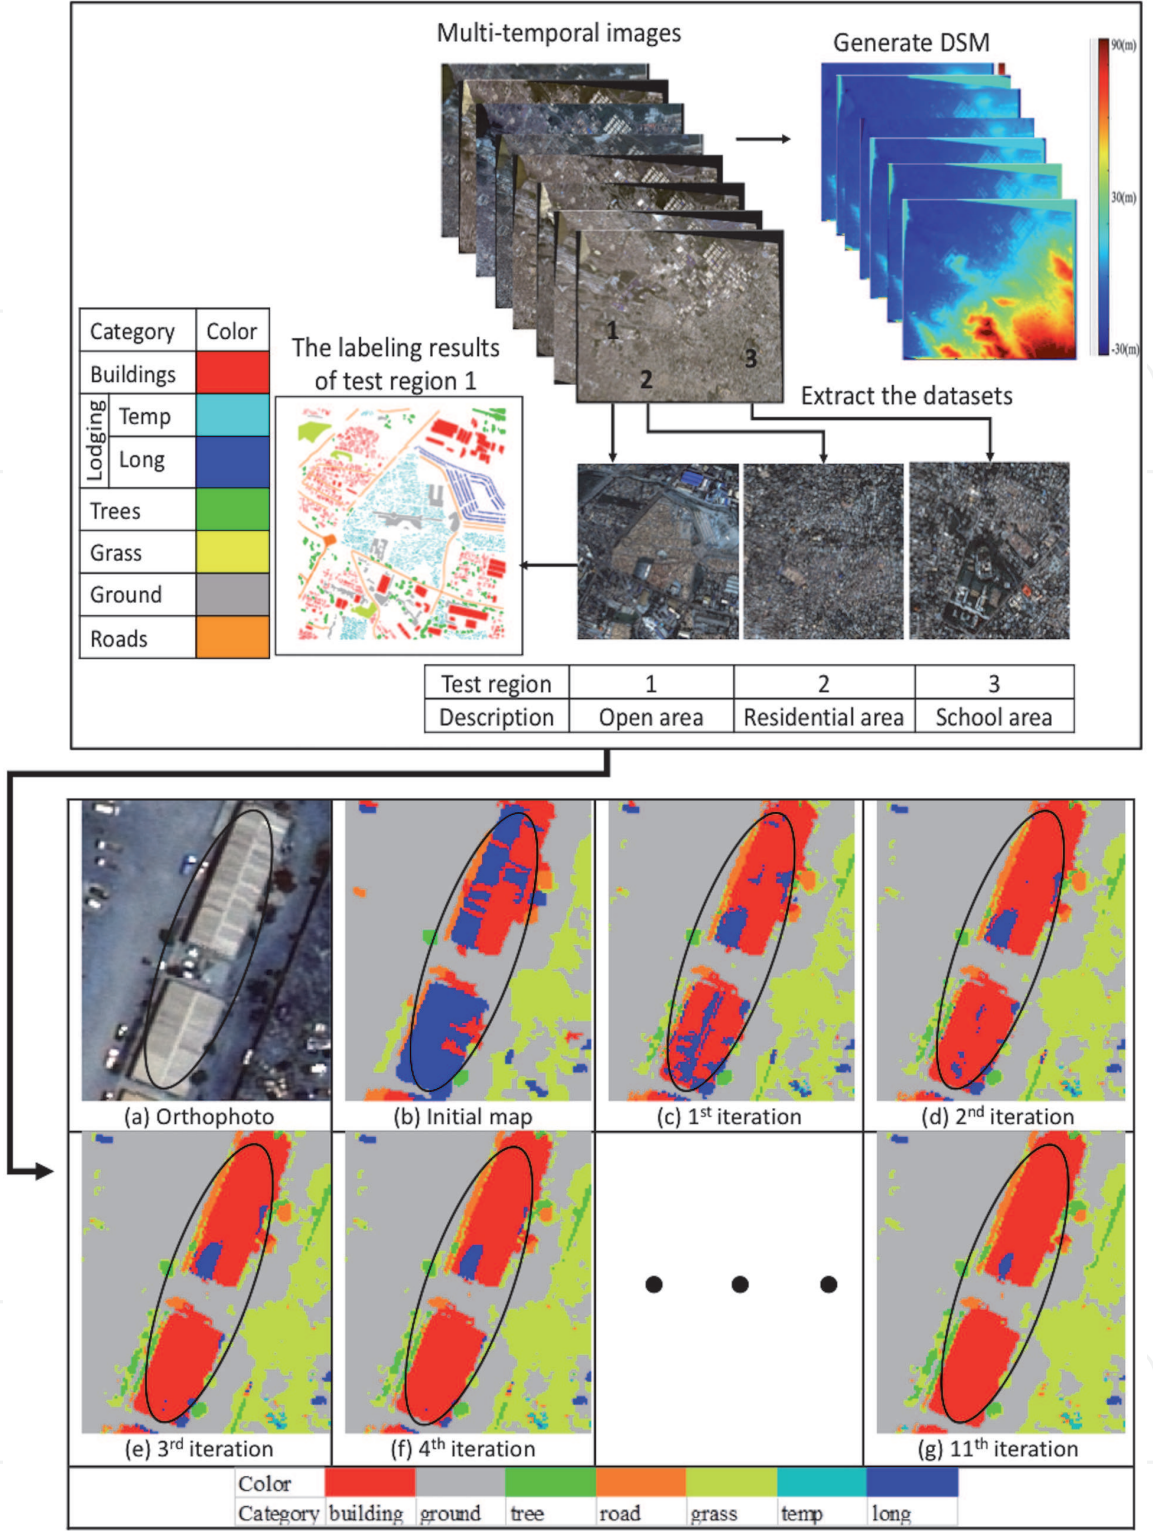 Multi-temporal images
Generate DSM
90(m)
30(m)
-30(m)
1
2
3
Category Color
Buildings
Lodging
Temp
Long
Trees
Grass
Ground
Roads
The labeling results
of test region 1
Extract the datasets
Test region 1 2 3
Description Open area Residential area School area
(a) Orthophoto
(b) Initial map
(c) 1st iteration
(d) 2nd iteration
(e) 3rd iteration
(f) 4th iteration
(g) 11th iteration
Color
Category building ground tree road grass temp long